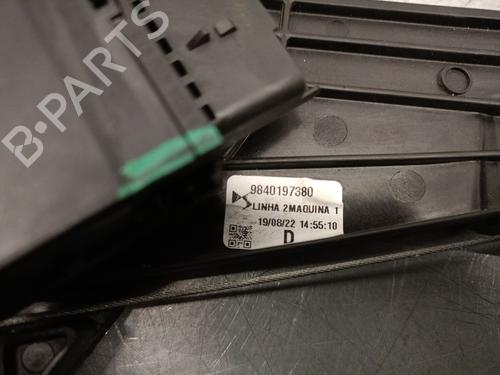 B-PARTS
9840197380
LINHA 2MAQUINA 1
19/08/22 14:55:10
D